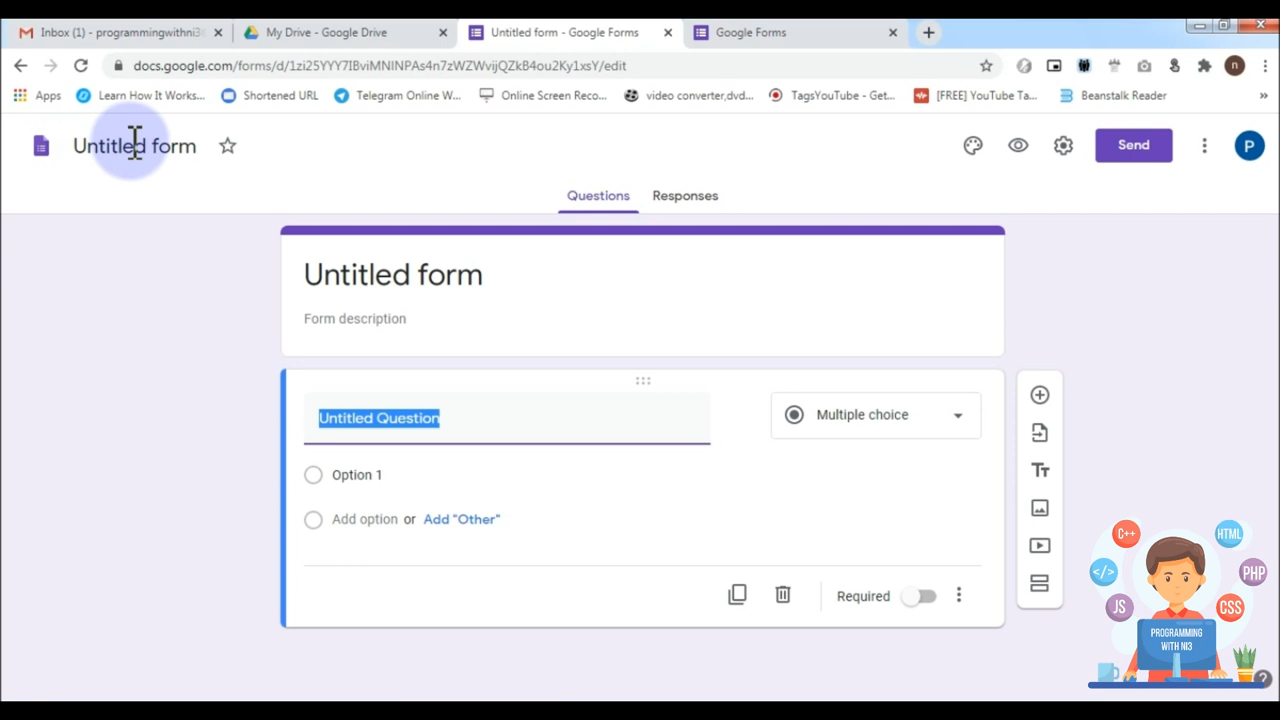 Inbox (1) - programmingwithni3
My Drive - Google Drive
Untitled form - Google Forms
Google Forms
docs.google.com/forms/d/1zi25YYY7IBviMNINPAs4n7zWZWvijQZkB4ou2Ky1xsY/edit
n
Apps
Learn How It Works...
Shortened URL
Telegram Online W...
Online Screen Reco...
video converter,dvd...
TagsYouTube - Get...
[FREE] YouTube Ta...
Beanstalk Reader
»
Untitled form
Send
P
Questions
Responses
Untitled form
Form description
Untitled Question
Multiple choice
Option 1
Add option or Add "Other"
Required
Tт
C++
HTML
</>
PHP
JS
CSS
PROGRAMMING
WITH NI3
?